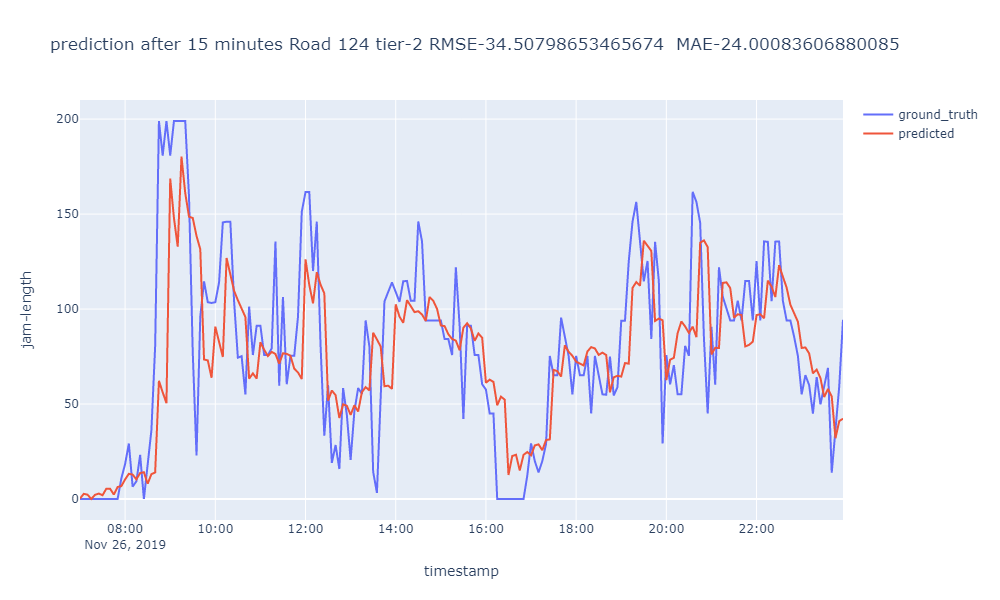 prediction after 15 minutes Road 124 tier-2 RMSE-34.50798653465674  MAE-24.00083606880085
ground_truth
predicted
200
150
100
50
0
jam-length
08:00 10:00 12:00 14:00 16:00 18:00 20:00 22:00
Nov 26, 2019
timestamp